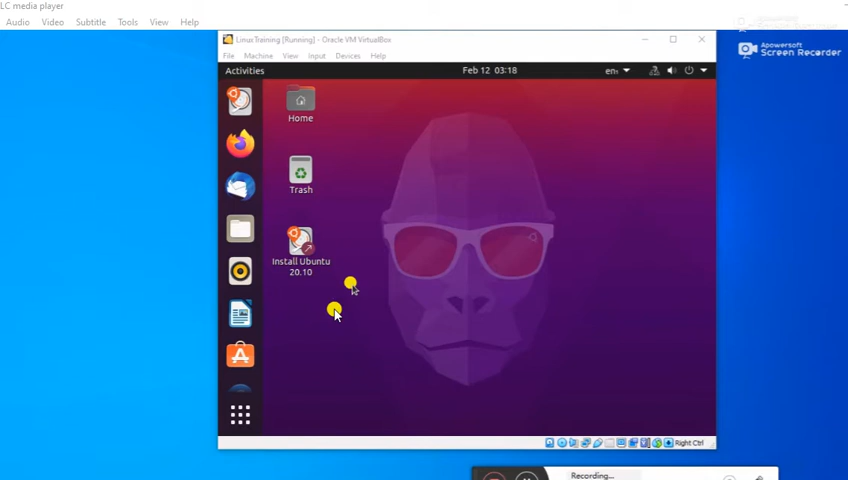 LC media player
Audio Video Subtitle Tools View Help
Apowersoft
Screen Recorder
LinuxTraining [Running] - Oracle VM VirtualBox
File Machine View Input Devices Help
Activities
Feb 12 03:18
en₁
Home
Trash
Install Ubuntu
20.10
Right Ctrl
Recording...